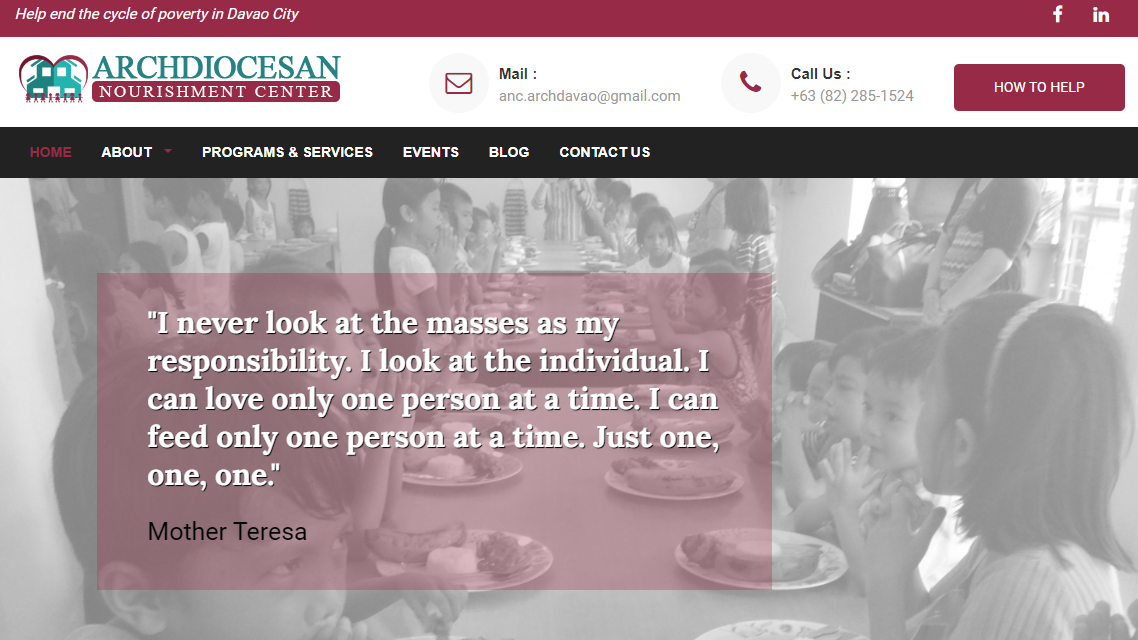 Help end the cycle of poverty in Davao City
ARCHDIOCESAN
NOURISHMENT CENTER
Mail :
anc.archdavao@gmail.com
Call Us :
+63 (82) 285-1524
HOW TO HELP
HOME ABOUT PROGRAMS & SERVICES EVENTS BLOG CONTACT US
"I never look at the masses as my
responsibility. I look at the individual. I
can love only one person at a time. I can
feed only one person at a time. Just one,
one, one."
Mother Teresa